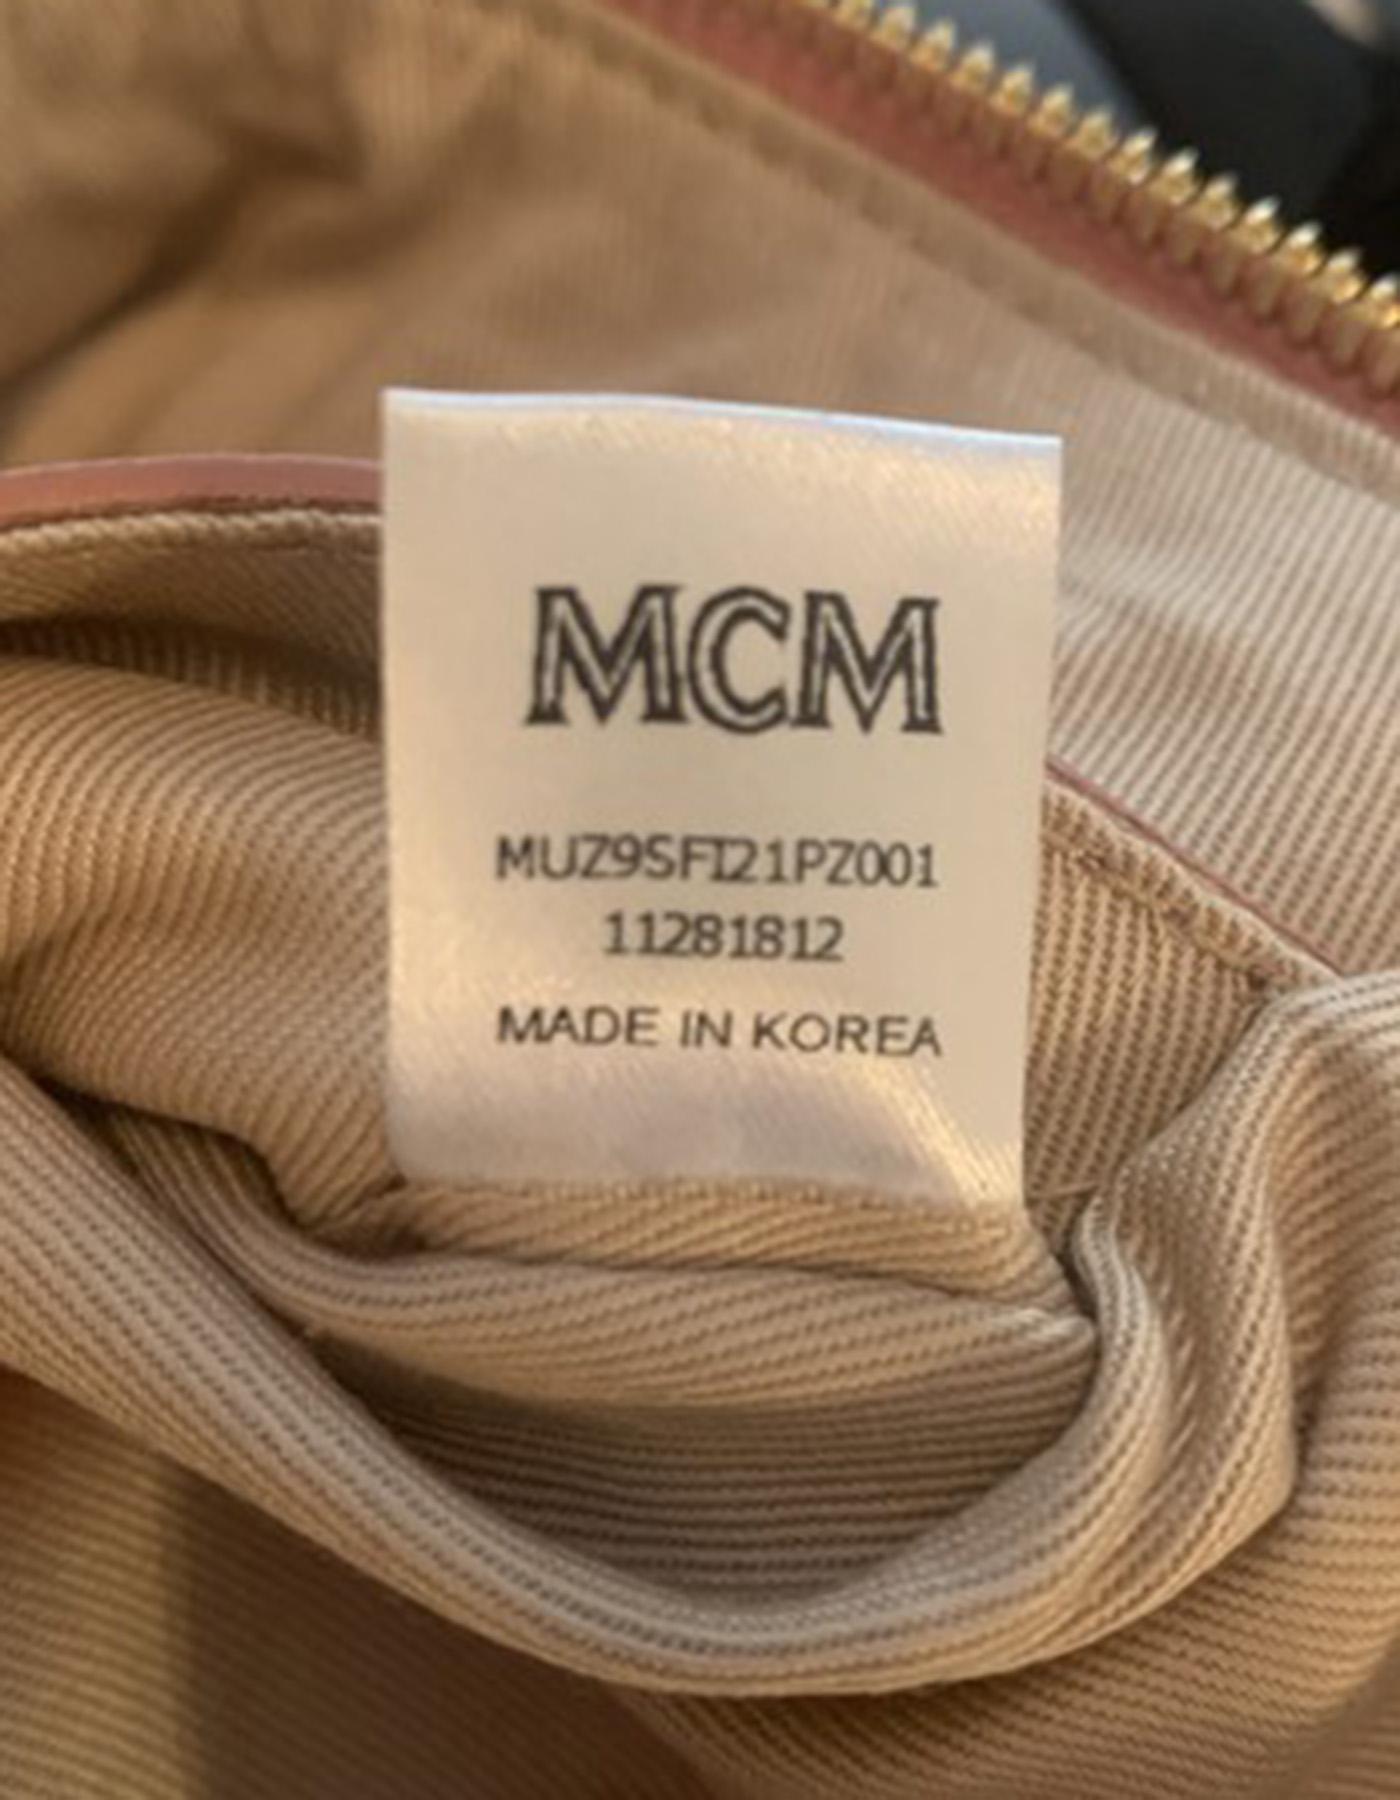 MCM
MUZ9SFI21PZ001
11281812
MADE IN KOREA